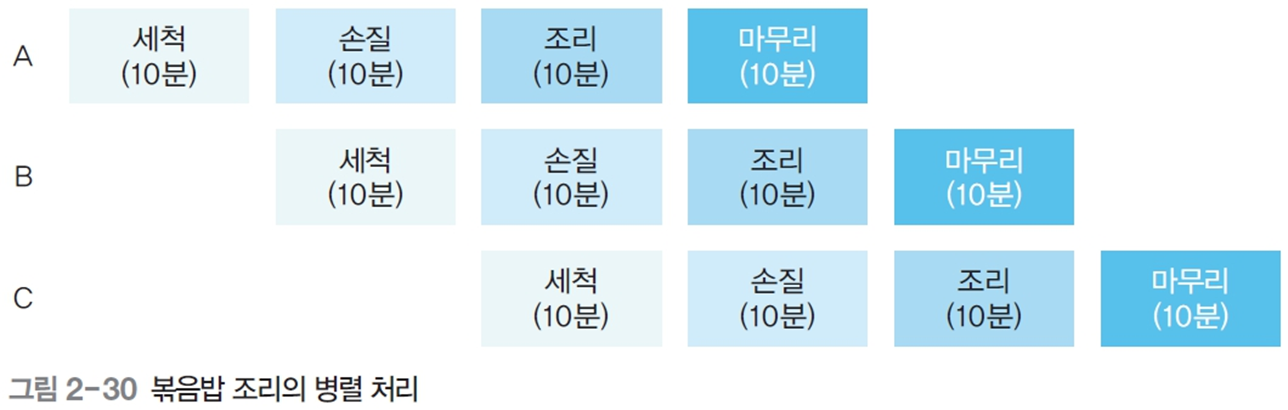 A
세척
(10분)
손질
(10분)
조리
(10분)
마무리
(10분)
B
세척
(10분)
손질
(10분)
조리
(10분)
마무리
(10분)
C
세척
(10분)
손질
(10분)
조리
(10분)
마무리
(10분)
그림 2-30 볶음밥 조리의 병렬 처리